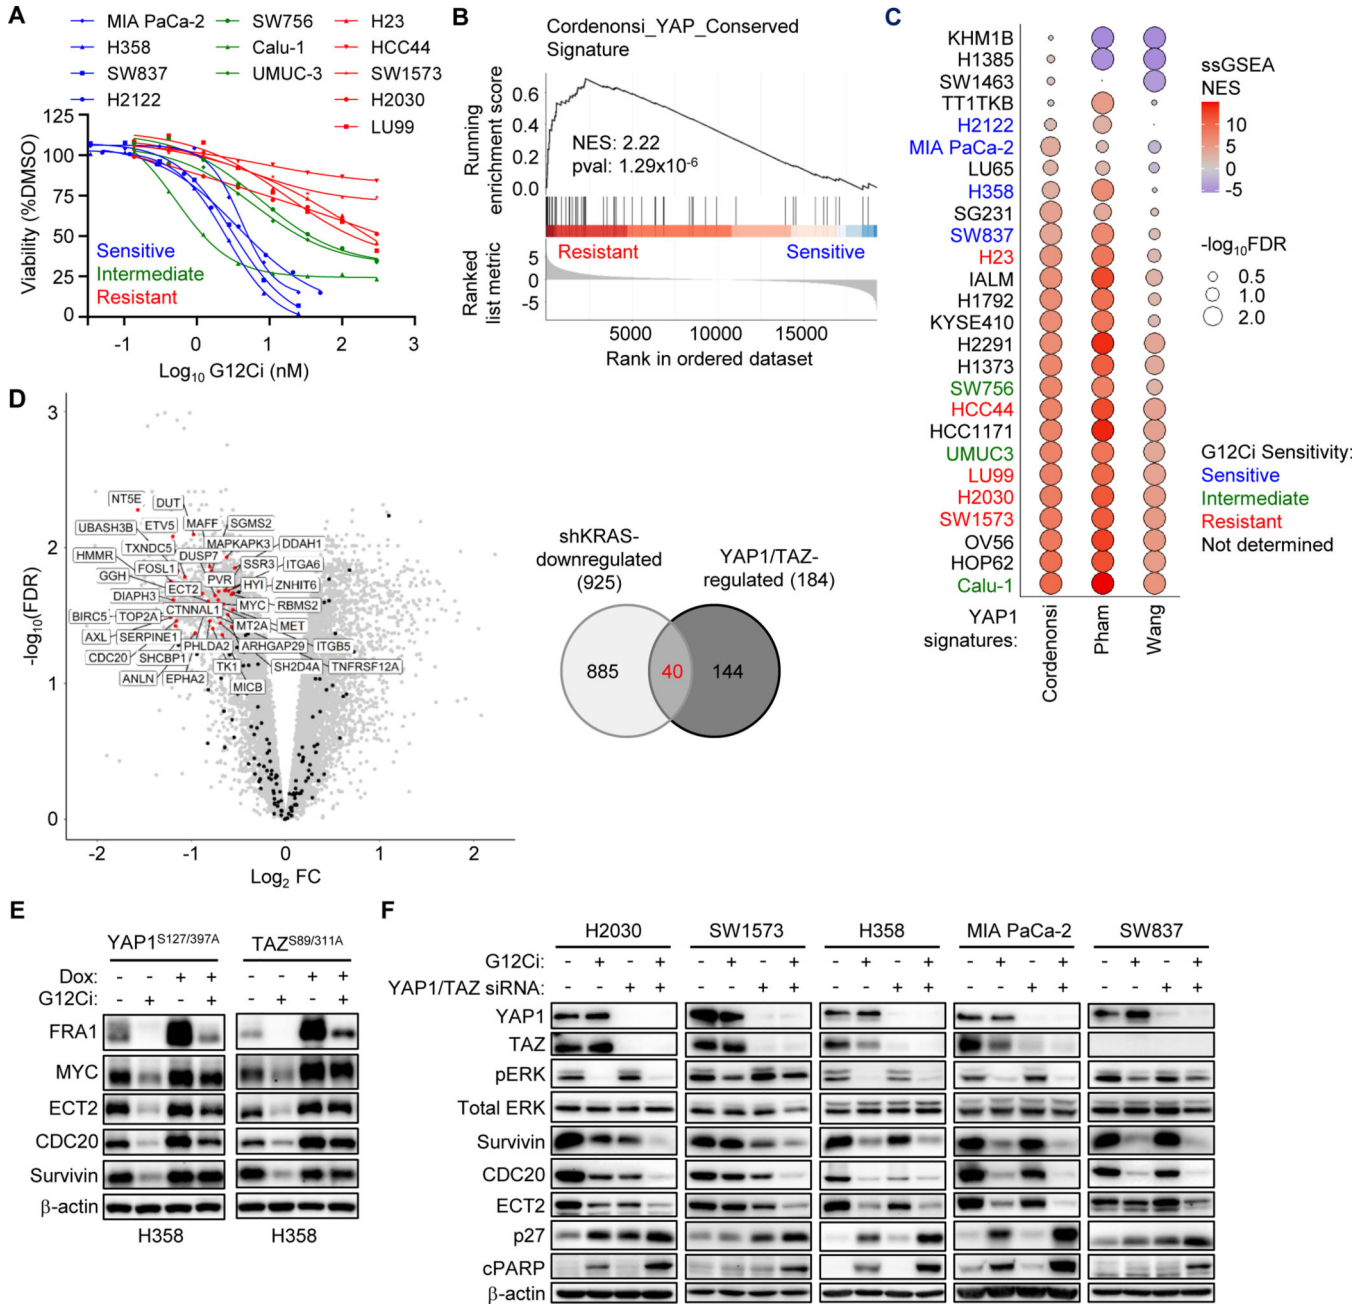 A
MIA PaCa-2
H358
SW837
H2122
SW756
Calu-1
UMUC-3
H23
HCC44
SW1573
H2030
LU99
Viability (%DMSO)
125
100
75
50
25
0
Sensitive
Intermediate
Resistant
-1 0 1 2 3
Log10 G12Ci (nM)
B
Cordenonsi_YAP_Conserved
Signature
Running
enrichment score
0.6
0.4
0.2
0.0
NES: 2.22
pval: 1.29x10-6
Resistant
Sensitive
Ranked
list metric
5
0
-5
5000 10000 15000
Rank in ordered dataset
C
KHM1B
H1385
SW1463
TT1TKB
H2122
MIA PaCa-2
LU65
H358
SG231
SW837
H23
IALM
H1792
KYSE410
H2291
H1373
SW756
HCC44
HCC1171
UMUC3
LU99
H2030
SW1573
OV56
HOP62
Calu-1
YAP1
signatures:
Cordenonsi
Pham
Wang
ssGSEA
NES
10
5
0
-5
-log10FDR
0.5
1.0
2.0
G12Ci Sensitivity:
Sensitive
Intermediate
Resistant
Not determined
D
-log10(FDR)
3
2
1
0
NT5E
DUT
UBASH3B
ETV5
MAFF
SGMS2
HMMR
TXNDC5
DUSP7
MAPKAPK3
DDAH1
GGH
FOSL1
PVR
SSR3
ITGA6
ECT2
HYI
ZNHIT6
DIAPH3
CTNNAL1
MYC
RBMS2
BIRC5
TOP2A
MT2A
MET
AXL
SERPINE1
PHLDA2
ARHGAP29
ITGB5
CDC20
SHCBP1
TK1
SH2D4A
TNFRSF12A
ANLN
EPHA2
MICB
-2 -1 0 1 2
Log2 FC
shKRAS-
downregulated
(925)
YAP1/TAZ-
regulated (184)
885
40
144
E
YAP1S127/397A
TAZS89/311A
Dox: - - + + - - + +
G12Ci: - + - + - + - +
FRA1
MYC
ECT2
CDC20
Survivin
β-actin
H358
H358
F
H2030
SW1573
H358
MIA PaCa-2
SW837
G12Ci: - + - + - + - + - + - + - + - + - + - +
YAP1/TAZ siRNA: - - + + - - + + - - + + - - + + - - + +
YAP1
TAZ
pERK
Total ERK
Survivin
CDC20
ECT2
p27
cPARP
β-actin